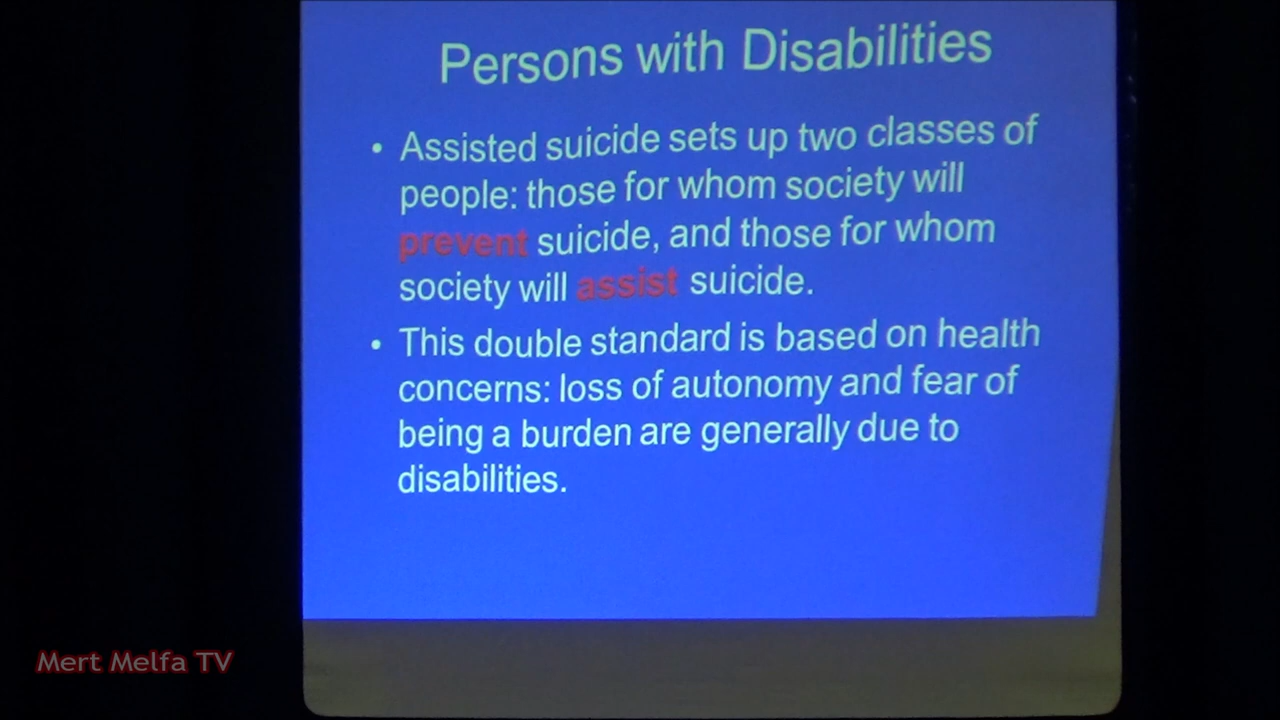 Persons with Disabilities
• Assisted suicide sets up two classes of
people: those for whom society will
prevent suicide, and those for whom
society will assist suicide.
• This double standard is based on health
concerns: loss of autonomy and fear of
being a burden are generally due to
disabilities.
Mert Melfa TV